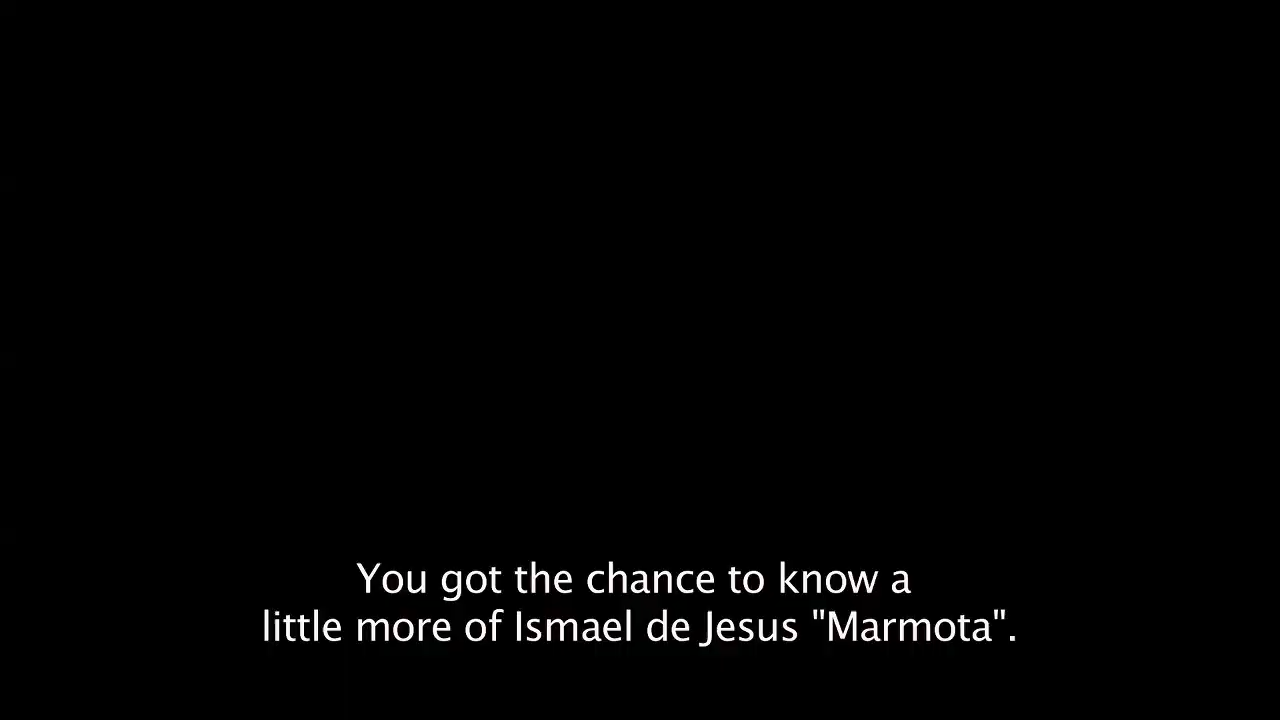 You got the chance to know a
little more of Ismael de Jesus "Marmota".